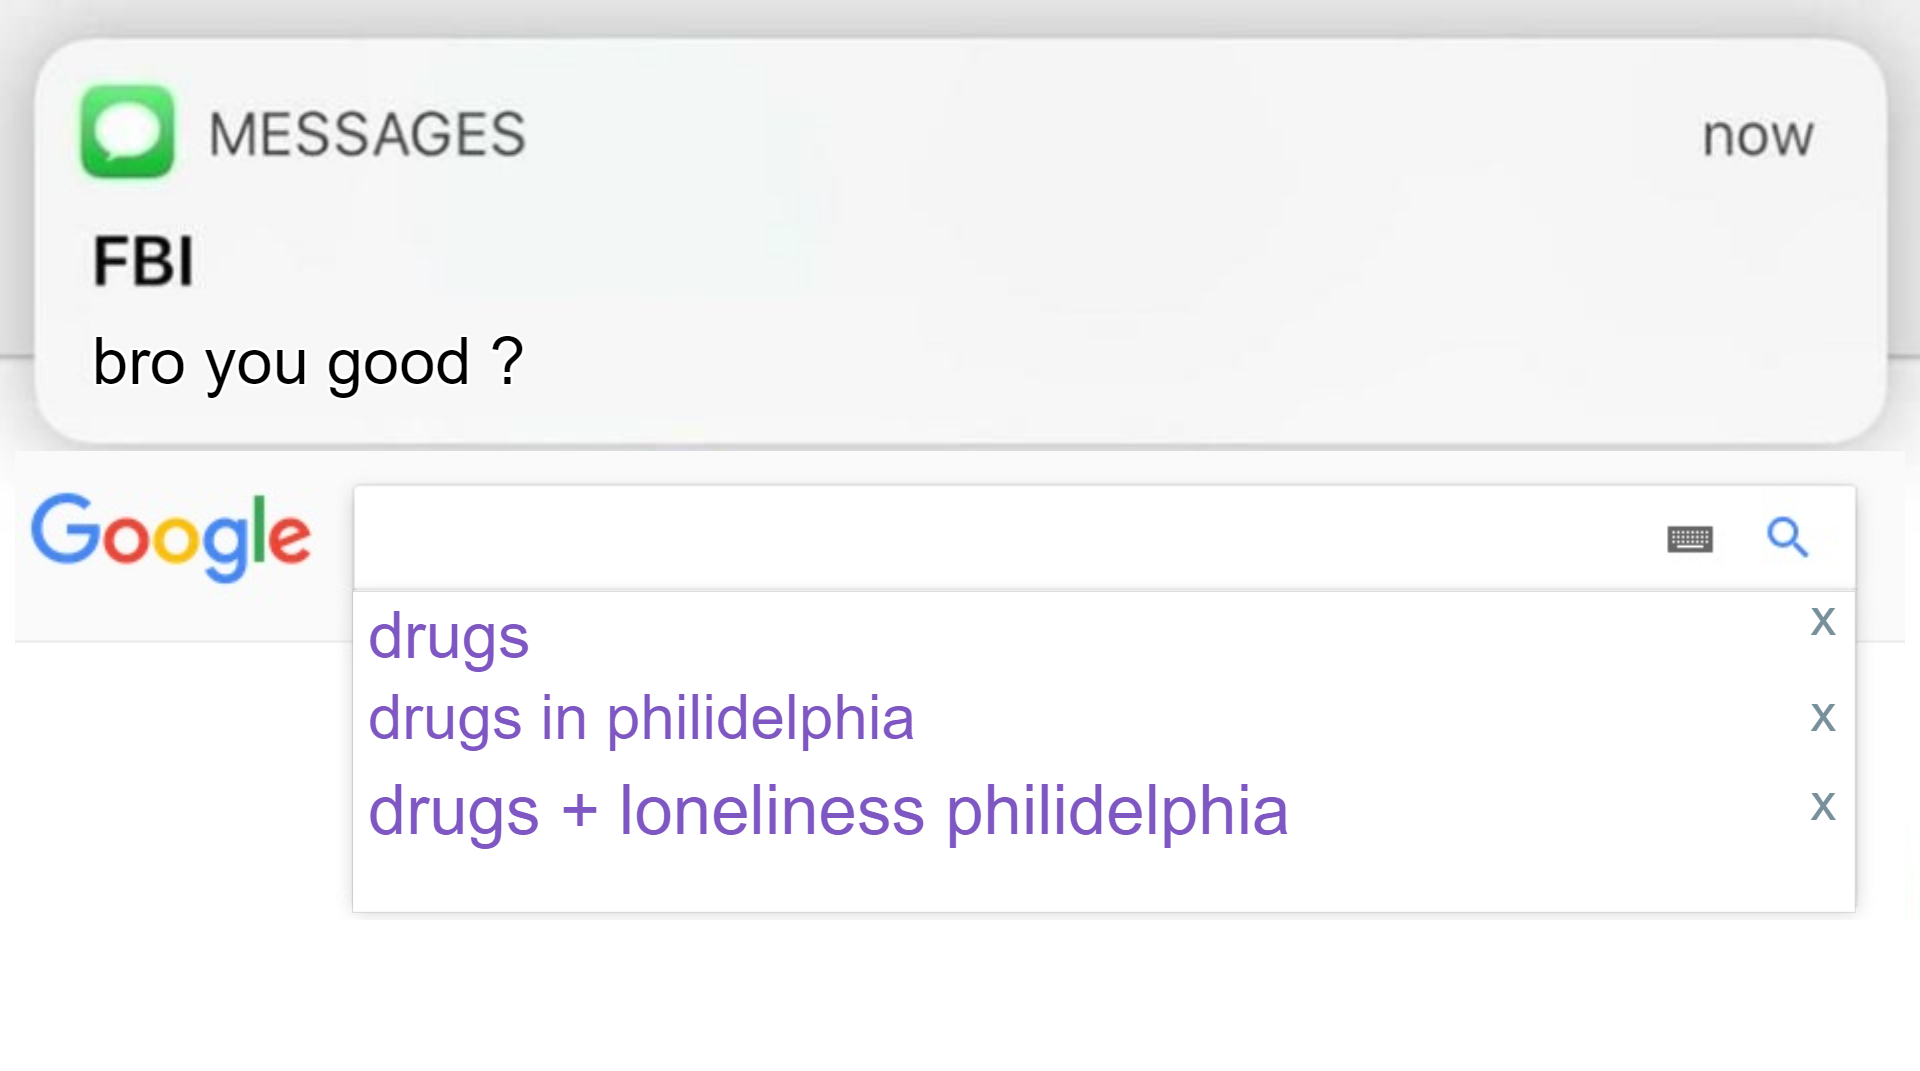 MESSAGES now
FBI
bro you good ?
Google
drugs x
drugs in philidelphia x
drugs + loneliness philidelphia x